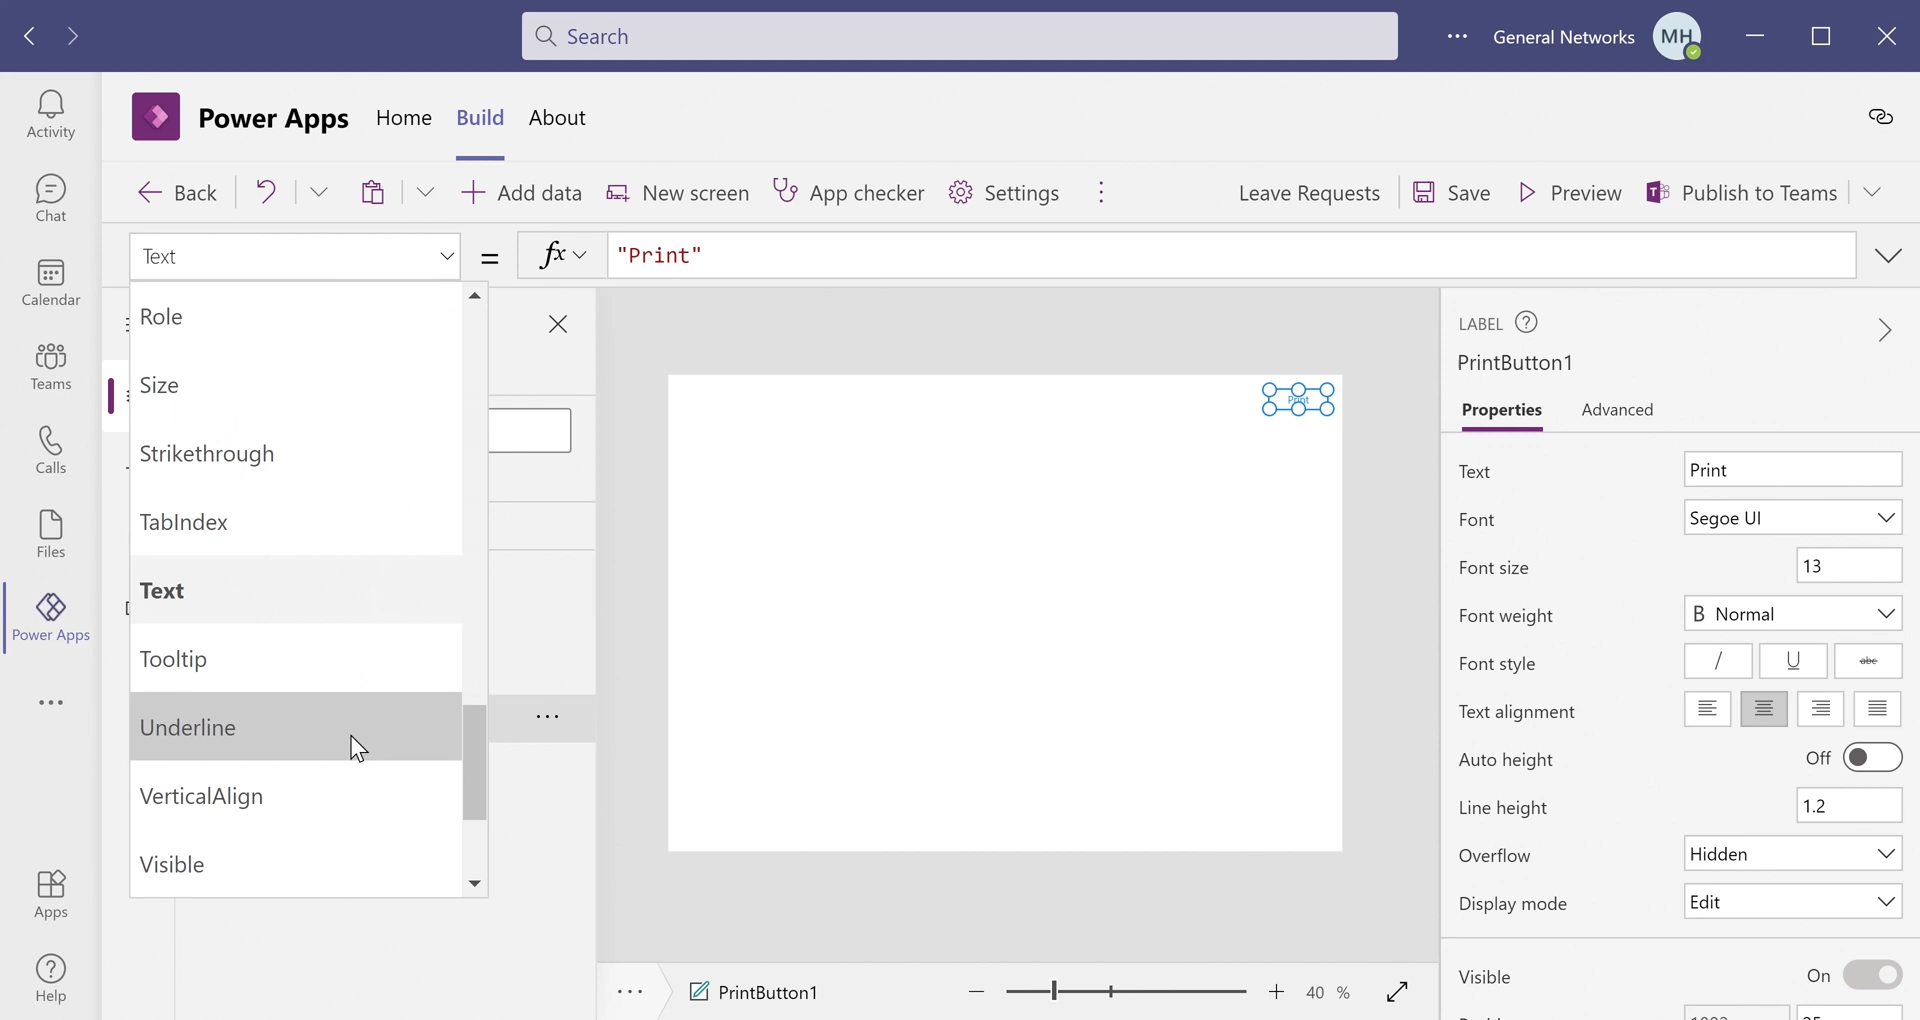 Search
General Networks
MH
Activity
Chat
Calendar
Teams
Calls
Files
Power Apps
Apps
Help
Power Apps
Home
Build
About
Back
Add data
New screen
App checker
Settings
Leave Requests
Save
Preview
Publish to Teams
Text
=
fx
"Print"
Role
Size
Strikethrough
TabIndex
Text
Tooltip
Underline
VerticalAlign
Visible
Print
PrintButton1
40 %
LABEL
PrintButton1
Properties
Advanced
Text
Print
Font
Segoe UI
Font size
13
Font weight
B Normal
Font style
/ U abc
Text alignment
Auto height
Off
Line height
1.2
Overflow
Hidden
Display mode
Edit
Visible
On